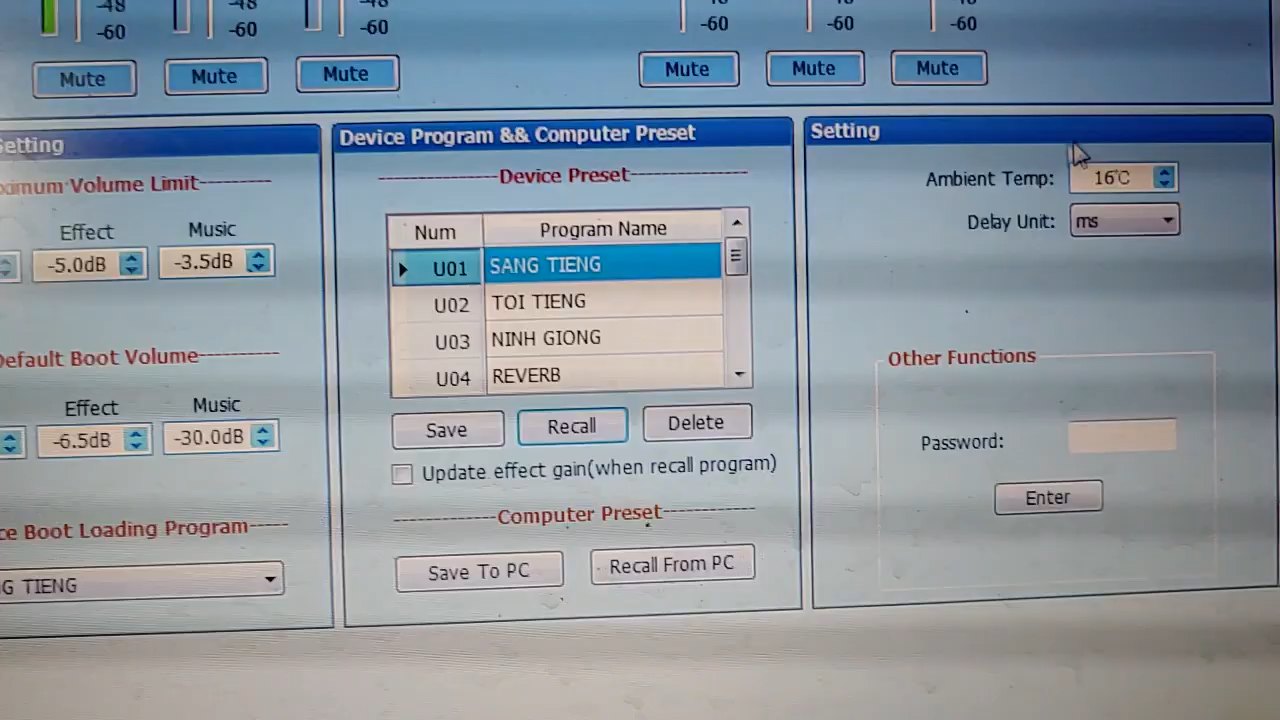 -48 -48 -48 -48 -48 -48
-60 -60 -60 -60 -60 -60
Mute Mute Mute Mute Mute Mute
Setting
Maximum Volume Limit
Effect Music
-5.0dB -3.5dB
Default Boot Volume
Effect Music
-6.5dB -30.0dB
ce Boot Loading Program
G TIENG
Device Program && Computer Preset
Device Preset
Num Program Name
U01 SANG TIENG
U02 TOI TIENG
U03 NINH GIONG
U04 REVERB
Save Recall Delete
Update effect gain(when recall program)
Computer Preset
Save To PC Recall From PC
Setting
Ambient Temp: 16℃
Delay Unit: ms
Other Functions
Password:
Enter